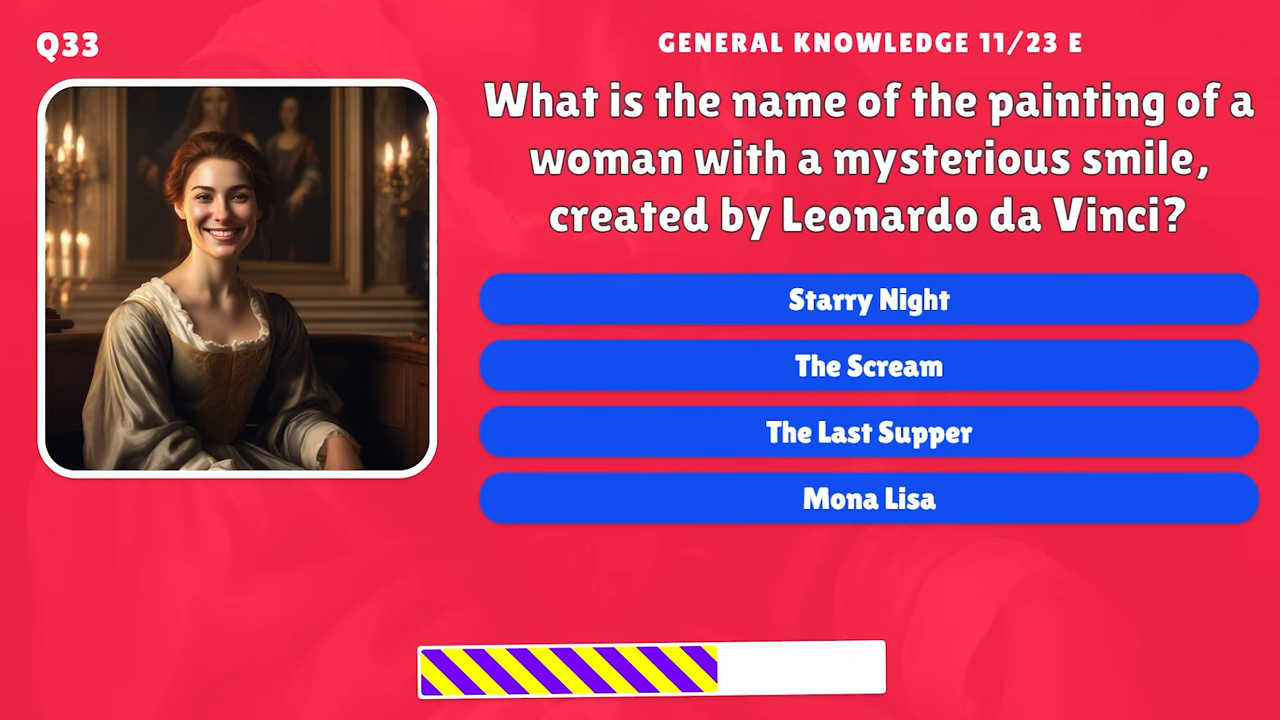 Q33
GENERAL KNOWLEDGE 11/23 E
What is the name of the painting of a
woman with a mysterious smile,
created by Leonardo da Vinci?
Starry Night
The Scream
The Last Supper
Mona Lisa